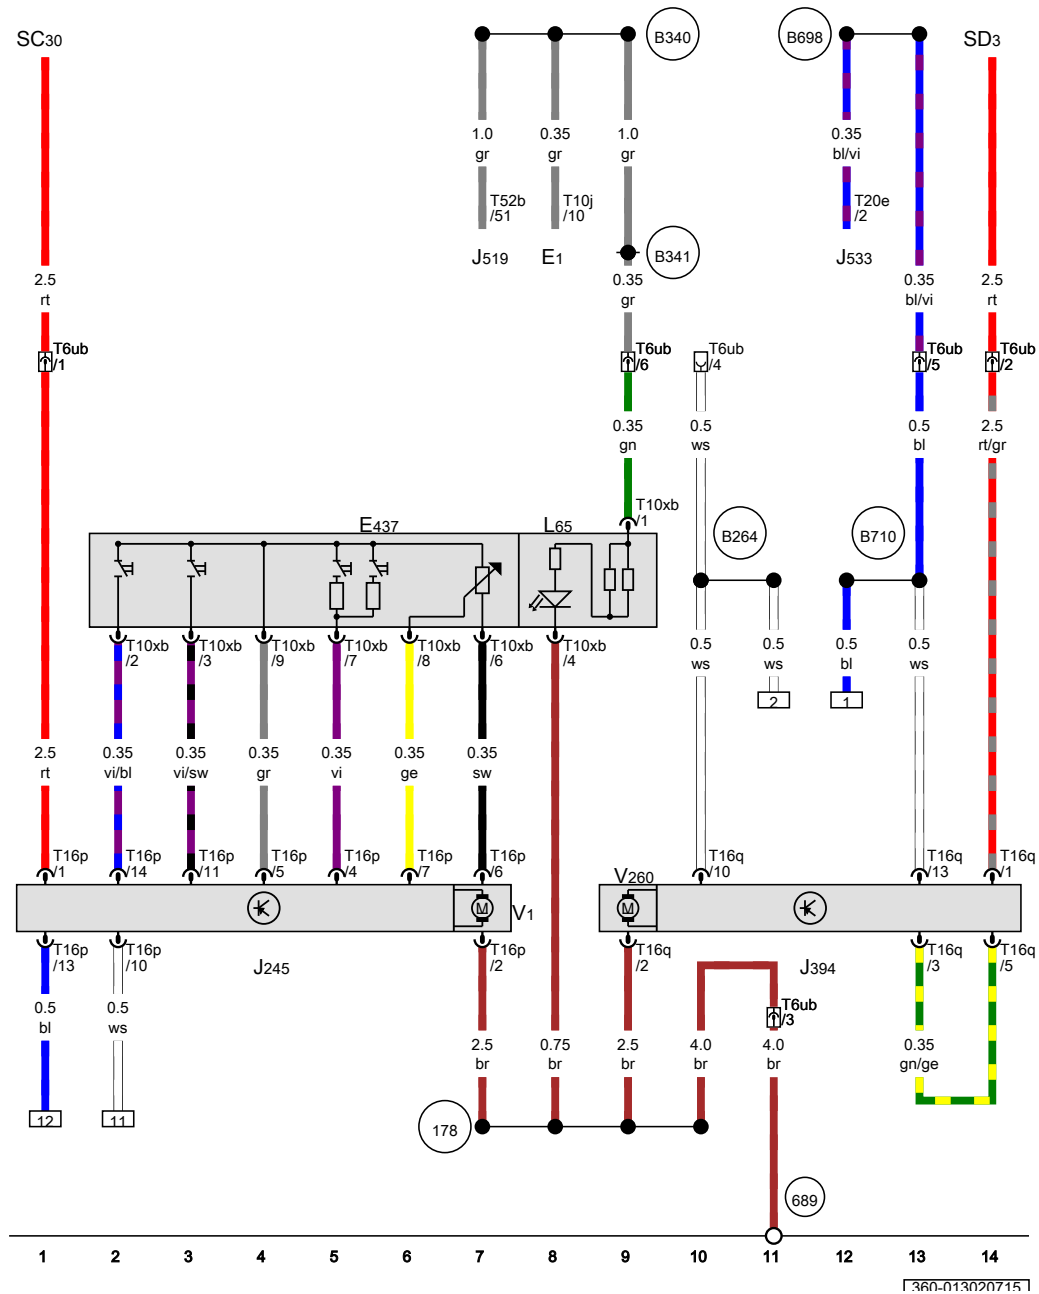 SC30
B340
B698
SD3
1.0
gr
0.35
gr
1.0
gr
0.35
bl/vi
T52b
/51
T10j
/10
T20e
/2
J519
E1
B341
J533
2.5
rt
0.35
gr
0.35
bl/vi
2.5
rt
T6ub
/1
T6ub
/6
T6ub
/4
T6ub
/5
T6ub
/2
0.35
gn
0.5
ws
0.5
bl
2.5
rt/gr
T10xb
/1
E437
L65
B264
B710
T10xb
/2
T10xb
/3
T10xb
/9
T10xb
/7
T10xb
/8
T10xb
/6
T10xb
/4
0.5
ws
0.5
ws
0.5
bl
0.5
ws
2
1
2.5
rt
0.35
vi/bl
0.35
vi/sw
0.35
gr
0.35
vi
0.35
ge
0.35
sw
T16p
/1
T16p
/14
T16p
/11
T16p
/5
T16p
/4
T16p
/7
T16p
/6
T16q
/10
T16q
/13
T16q
/1
V260
M
V1
M
T16p
/13
T16p
/10
J245
T16p
/2
T16q
/2
J394
T16q
/3
T16q
/5
T6ub
/3
0.5
bl
0.5
ws
2.5
br
0.75
br
2.5
br
4.0
br
4.0
br
0.35
gn/ge
12
11
178
689
1 2 3 4 5 6 7 8 9 10 11 12 13 14
360-013020715